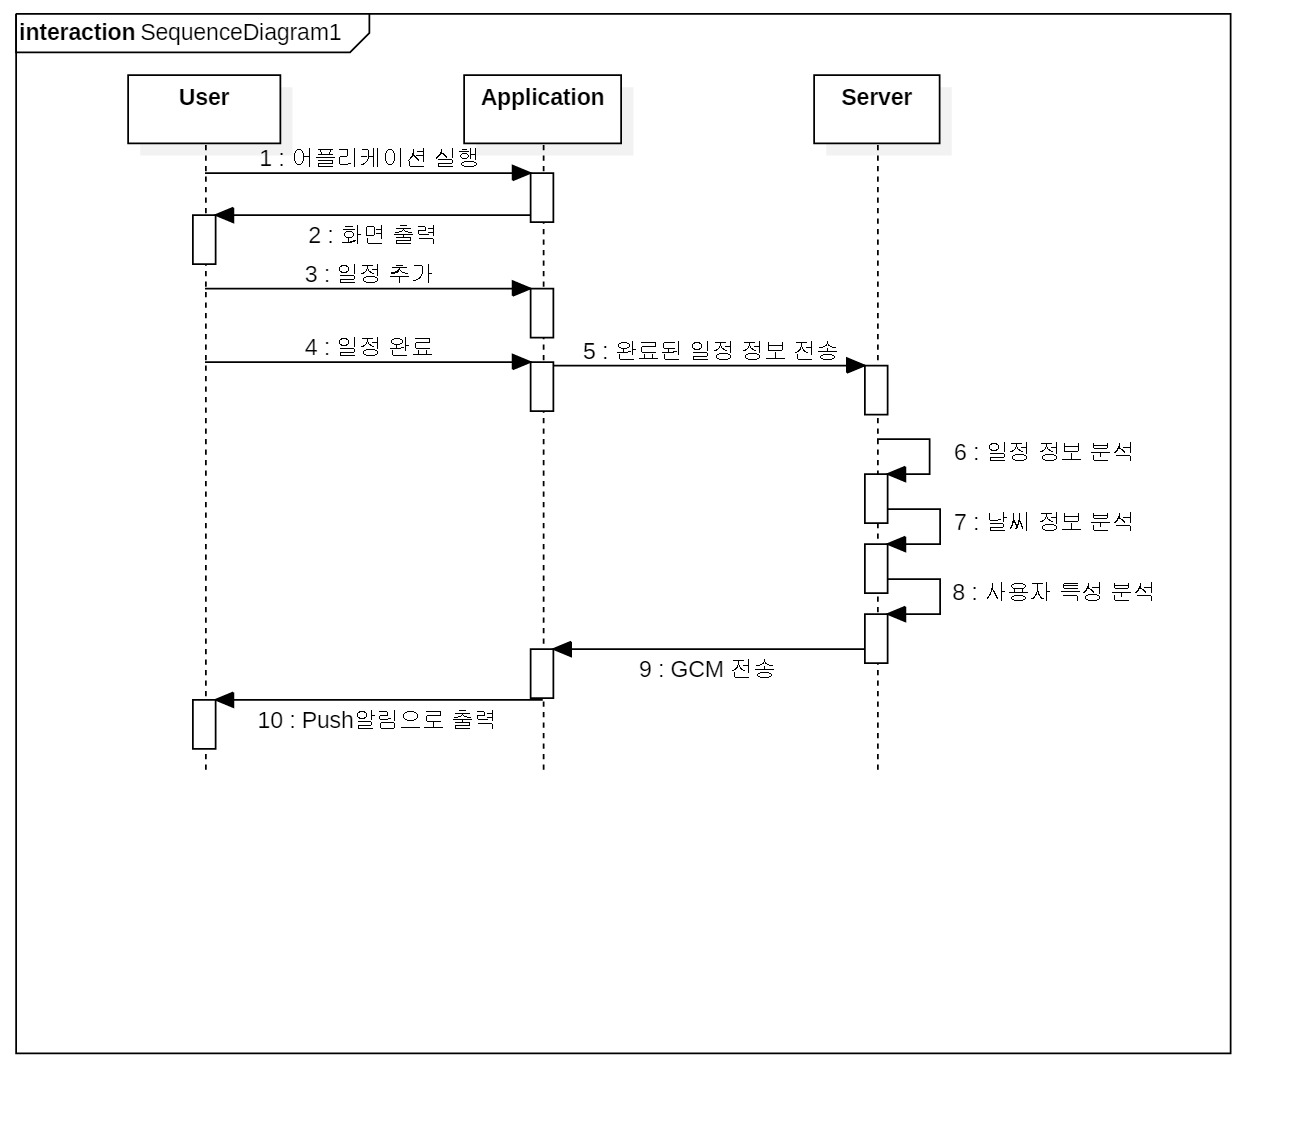 interaction SequenceDiagram1
User
Application
Server
1 : 어플리케이션 실행
2 : 화면 출력
3 : 일정 추가
4 : 일정 완료
5 : 완료된 일정 정보 전송
6 : 일정 정보 분석
7 : 날씨 정보 분석
8 : 사용자 특성 분석
9 : GCM 전송
10 : Push알림으로 출력